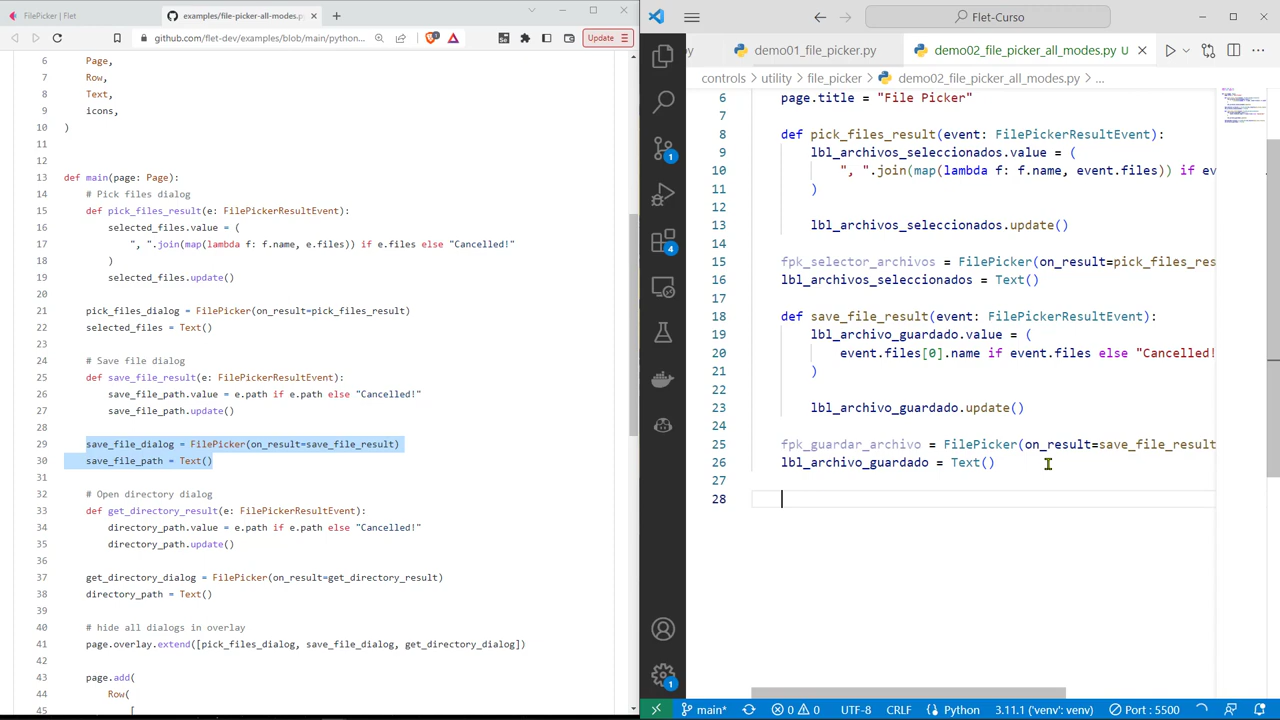 FilePicker | Flet
examples/file-picker-all-modes.py
github.com/flet-dev/examples/blob/main/python...
Update
7 Row,
8 Text,
9 icons,
10 )
11
12
13 def main(page: Page):
14 # Pick files dialog
15 def pick_files_result(e: FilePickerResultEvent):
16 selected_files.value = (
17 ", ".join(map(lambda f: f.name, e.files)) if e.files else "Cancelled!"
18 )
19 selected_files.update()
20
21 pick_files_dialog = FilePicker(on_result=pick_files_result)
22 selected_files = Text()
23
24 # Save file dialog
25 def save_file_result(e: FilePickerResultEvent):
26 save_file_path.value = e.path if e.path else "Cancelled!"
27 save_file_path.update()
28
29 save_file_dialog = FilePicker(on_result=save_file_result)
30 save_file_path = Text()
31
32 # Open directory dialog
33 def get_directory_result(e: FilePickerResultEvent):
34 directory_path.value = e.path if e.path else "Cancelled!"
35 directory_path.update()
36
37 get_directory_dialog = FilePicker(on_result=get_directory_result)
38 directory_path = Text()
39
40 # hide all dialogs in overlay
41 page.overlay.extend([pick_files_dialog, save_file_dialog, get_directory_dialog])
42
43 page.add(
44 Row(
45 [
Flet-Curso
py demo01_file_picker.py demo02_file_picker_all_modes.py U
controls > utility > file_picker > demo02_file_picker_all_modes.py > ...
6 page.title = "File Picker"
7
8 def pick_files_result(event: FilePickerResultEvent):
9 lbl_archivos_seleccionados.value = (
10 ", ".join(map(lambda f: f.name, event.files)) if ev
11 )
12
13 lbl_archivos_seleccionados.update()
14
15 fpk_selector_archivos = FilePicker(on_result=pick_files_res
16 lbl_archivos_seleccionados = Text()
17
18 def save_file_result(event: FilePickerResultEvent):
19 lbl_archivo_guardado.value = (
20 event.files[0].name if event.files else "Cancelled!
21 )
22
23 lbl_archivo_guardado.update()
24
25 fpk_guardar_archivo = FilePicker(on_result=save_file_result
26 lbl_archivo_guardado = Text()
27
28
1
4
1
main* 0 0 UTF-8 CRLF Python 3.11.1 ('venv': venv) Port : 5500